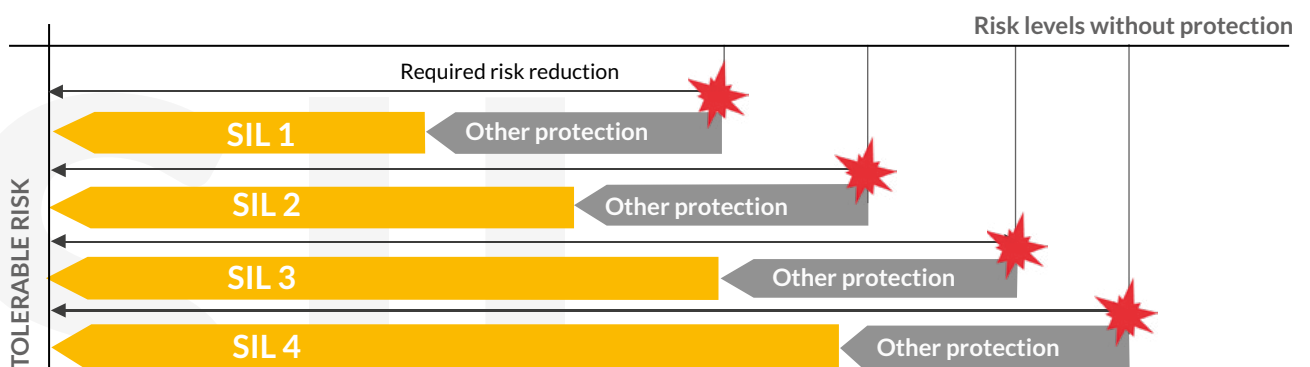 Risk levels without protection
Required risk reduction
SIL 1
Other protection
SIL 2
Other protection
SIL 3
Other protection
SIL 4
Other protection
TOLERABLE RISK